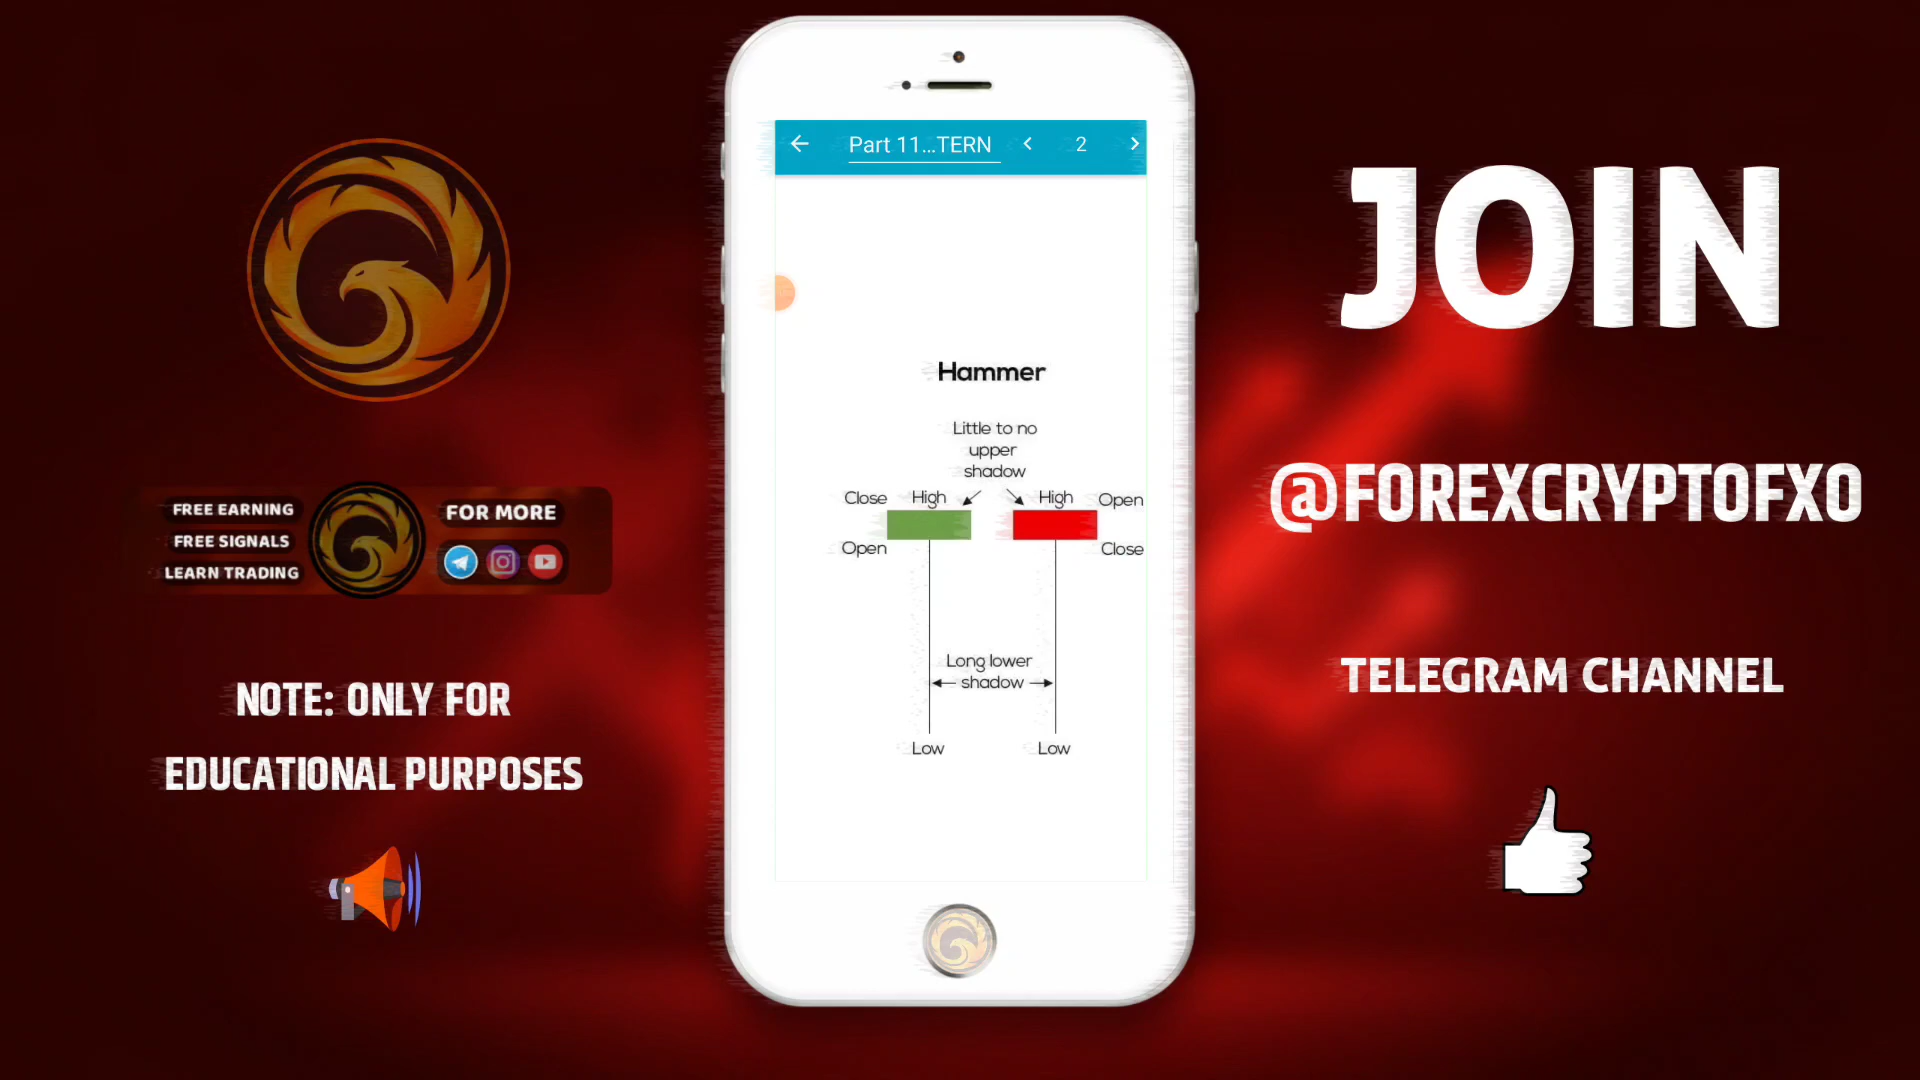 Part 11...TERN
2
Hammer
Little to no
upper
shadow
Close High High Open
Open Close
Long lower
shadow
Low Low
FREE EARNING
FREE SIGNALS
LEARN TRADING
FOR MORE
NOTE: ONLY FOR
EDUCATIONAL PURPOSES
JOIN
@FOREXCRYPTOFXO
TELEGRAM CHANNEL